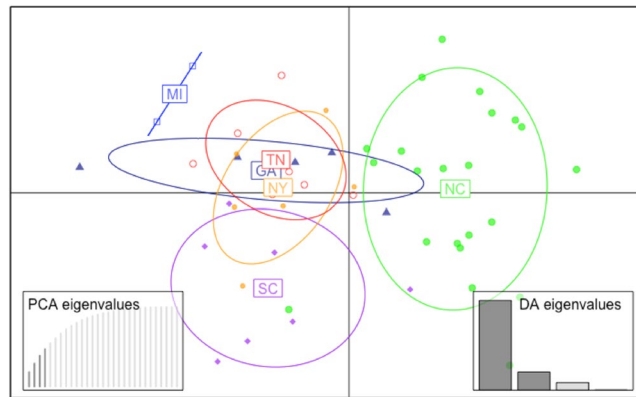 MI
TN
GA
NY
NC
SC
PCA eigenvalues
DA eigenvalues